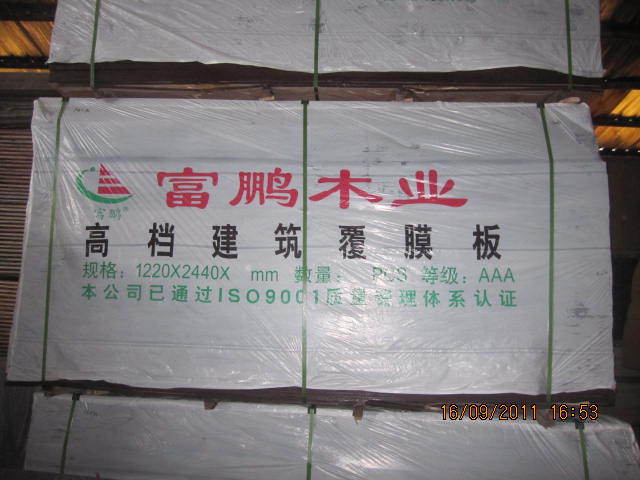 富鹏木业
富鹏®
高档建筑覆膜板
规格：1220X2440X mm 数量： PCS 等级：AAA
本公司已通过ISO9001质量管理体系认证
16/09/2011 16:53